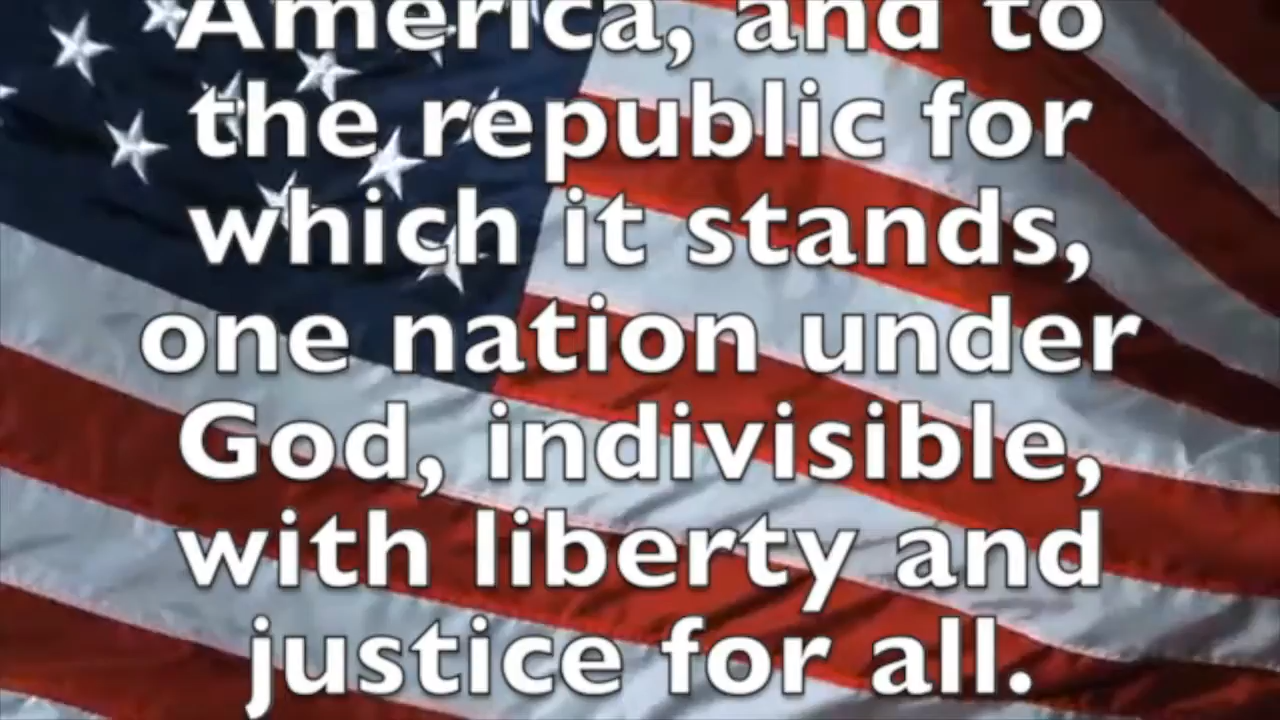 America, and to
the republic for
which it stands,
one nation under
God, indivisible,
with liberty and
justice for all.